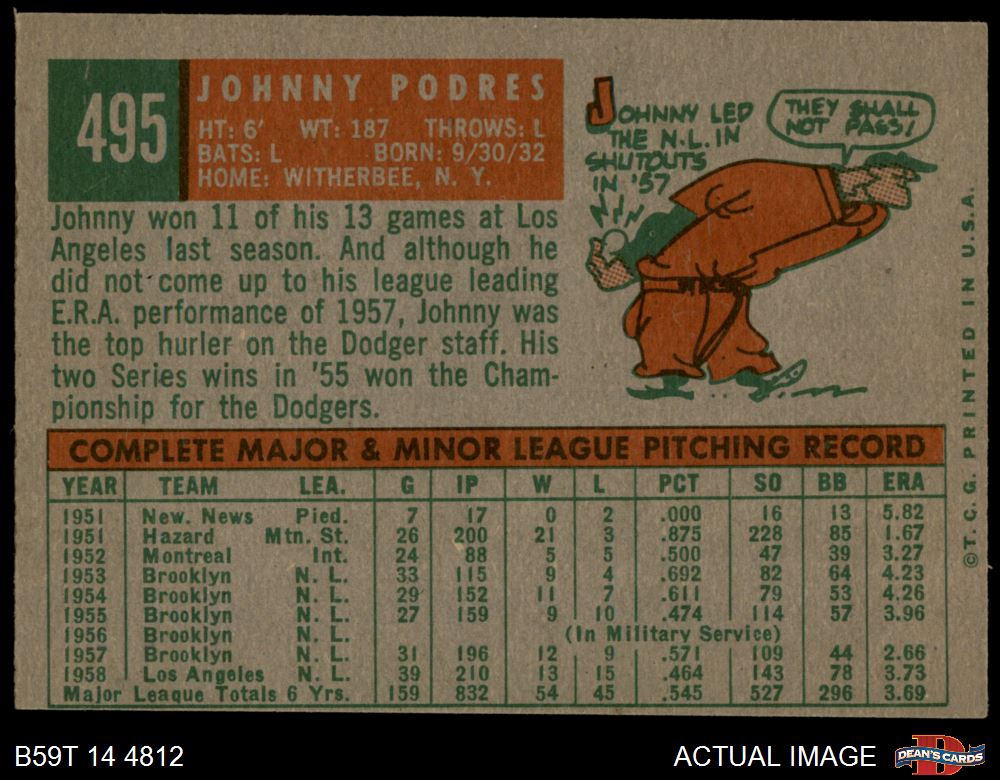 495
JOHNNY PODRES
HT: 6' WT: 187 THROWS: L
BATS: L BORN: 9/30/32
HOME: WITHERBEE, N. Y.
Johnny won 11 of his 13 games at Los
Angeles last season. And although he
did not come up to his league leading
E.R.A. performance of 1957, Johnny was
the top hurler on the Dodger staff. His
two Series wins in '55 won the Cham-
pionship for the Dodgers.
JOHNNY LED
THE N.L. IN
SHUTOUTS
IN '57
THEY SHALL
NOT PASS!
COMPLETE MAJOR & MINOR LEAGUE PITCHING RECORD
YEAR TEAM LEA. G IP W L PCT SO BB ERA
1951 New. News Pied. 7 17 0 2 .000 16 13 5.82
1951 Hazard Mtn. St. 26 200 21 3 .875 228 85 1.67
1952 Montreal Int. 24 88 5 5 .500 47 39 3.27
1953 Brooklyn N. L. 33 115 9 4 .692 82 64 4.23
1954 Brooklyn N. L. 29 152 11 7 .611 79 53 4.26
1955 Brooklyn N. L. 27 159 9 10 .474 114 57 3.96
1956 Brooklyn N. L. (In Military Service)
1957 Brooklyn N. L. 31 196 12 9 .571 109 44 2.66
1958 Los Angeles N. L. 39 210 13 15 .464 143 78 3.73
Major League Totals 6 Yrs. 159 832 54 45 .545 527 296 3.69
© T. C. G. PRINTED IN U.S.A.
B59T 14 4812
ACTUAL IMAGE
DEAN'S CARDS